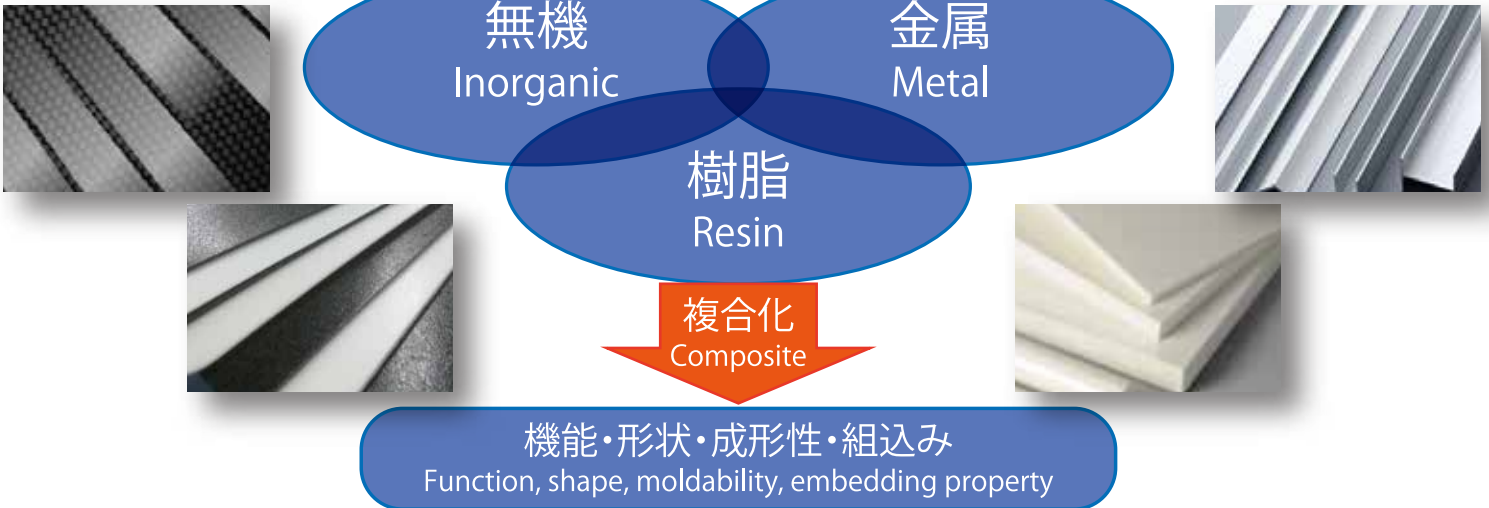 無機
Inorganic
金属
Metal
樹脂
Resin
複合化
Composite
機能・形状・成形性・組込み
Function, shape, moldability, embedding property